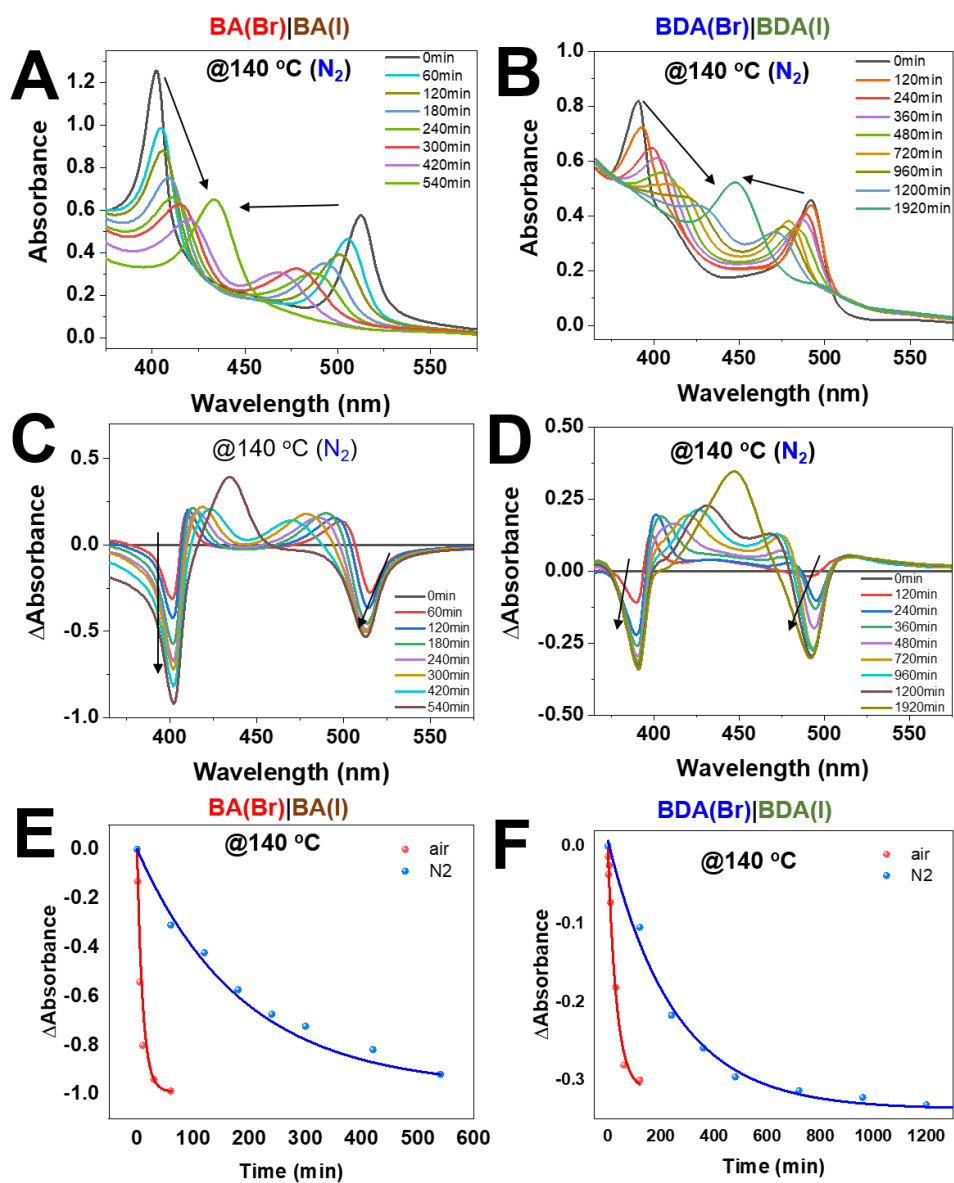 BA(Br)|BA(I)
A
@140 °C (N2)
0min
60min
120min
180min
240min
300min
420min
540min
Absorbance
1.2
0.9
0.6
0.3
0.0
400
450
500
550
Wavelength (nm)
BDA(Br)|BDA(I)
B
@140 °C (N2)
0min
120min
240min
360min
480min
720min
960min
1200min
1920min
Absorbance
1.0
0.8
0.6
0.4
0.2
0.0
400
450
500
550
Wavelength (nm)
C
@140 °C (N2)
ΔAbsorbance
0.5
0.0
-0.5
-1.0
0min
60min
120min
180min
240min
300min
420min
540min
400
450
500
550
Wavelength (nm)
D
@140 °C (N2)
ΔAbsorbance
0.50
0.25
0.00
-0.25
-0.50
0min
120min
240min
360min
480min
720min
960min
1200min
1920min
400
450
500
550
Wavelength (nm)
BA(Br)|BA(I)
E
@140 °C
air
N2
ΔAbsorbance
0.0
-0.2
-0.4
-0.6
-0.8
-1.0
0
100
200
300
400
500
600
Time (min)
BDA(Br)|BDA(I)
F
@140 °C
air
N2
ΔAbsorbance
0.0
-0.1
-0.2
-0.3
0
200
400
600
800
1000
1200
Time (min)